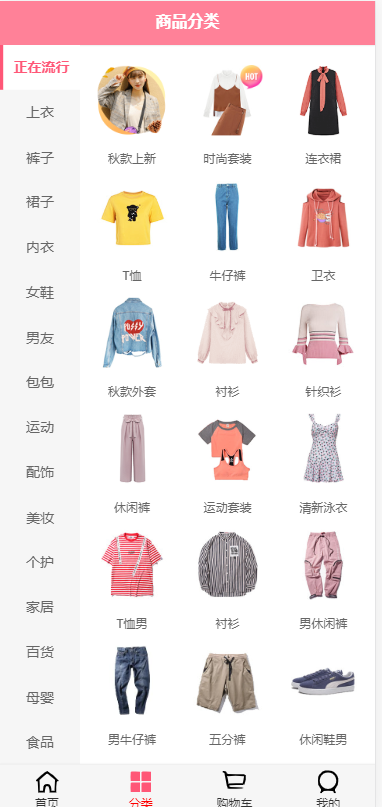 商品分类
正在流行
上衣
裤子
裙子
内衣
女鞋
男友
包包
运动
配饰
美妆
个护
家居
百货
母婴
食品
HOT
秋款上新 时尚套装 连衣裙
T恤 牛仔裤 卫衣
秋款外套 衬衫 针织衫
休闲裤 运动套装 清新泳衣
T恤男 衬衫 男休闲裤
男牛仔裤 五分裤 休闲鞋男
首页 分类 购物车 我的